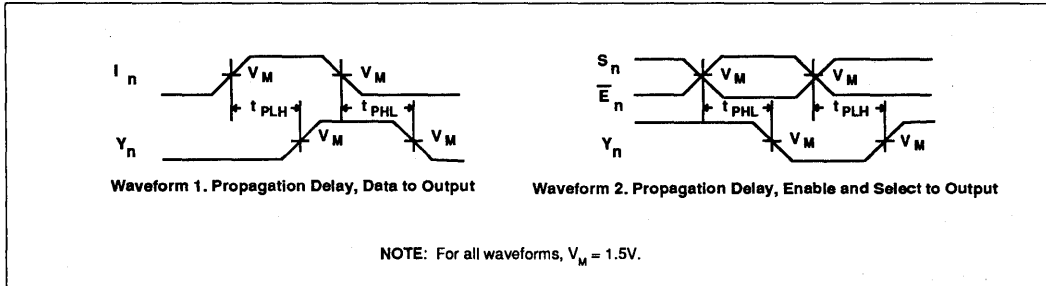 I n
V M
V M
t PLH
t PHL
Y n
V M
V M
Waveform 1. Propagation Delay, Data to Output
S n
E̅ n
V M
V M
t PHL
t PLH
Y n
V M
V M
Waveform 2. Propagation Delay, Enable and Select to Output
NOTE: For all waveforms, V M = 1.5V.